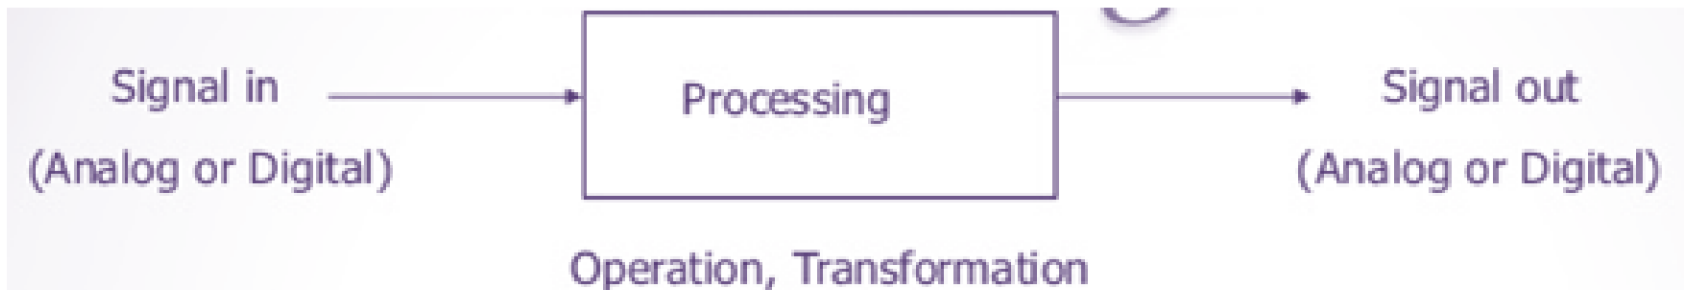 Signal in
Processing
Signal out
(Analog or Digital)
(Analog or Digital)
Operation, Transformation